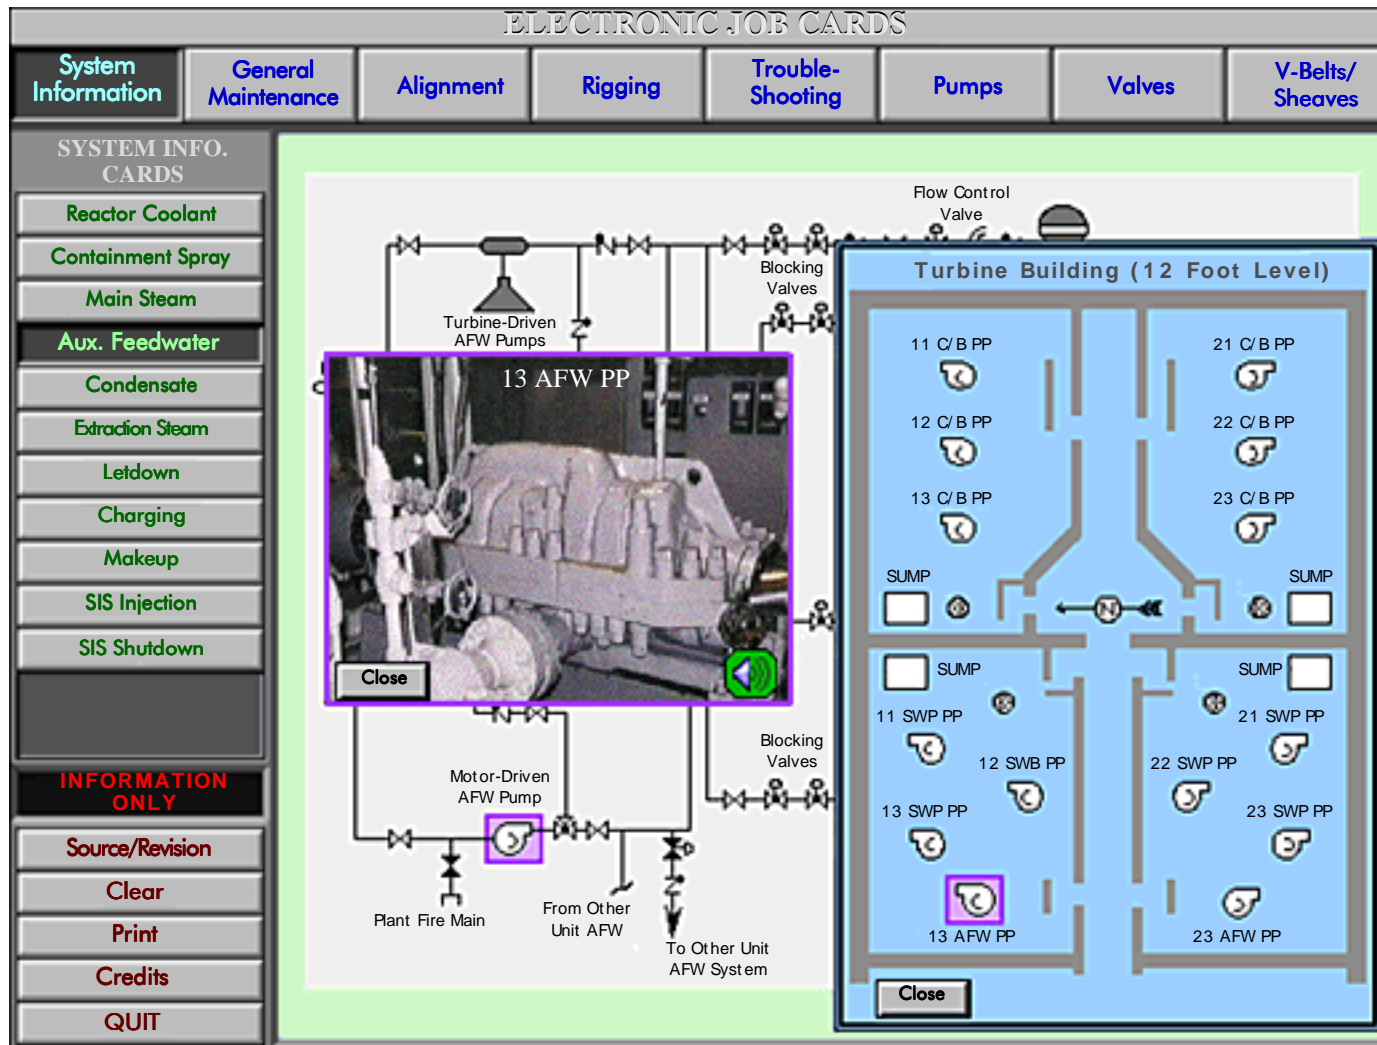 ELECTRONIC JOB CARDS
System
Information
General
Maintenance
Alignment
Rigging
Trouble-
Shooting
Pumps
Valves
V-Belts/
Sheaves
SYSTEM INFO.
CARDS
Reactor Coolant
Containment Spray
Main Steam
Aux. Feedwater
Condensate
Extraction Steam
Letdown
Charging
Makeup
SIS Injection
SIS Shutdown
INFORMATION
ONLY
Source/Revision
Clear
Print
Credits
QUIT
Flow Control
Valve
Blocking
Valves
Turbine-Driven
AFW Pumps
13 AFW PP
Close
Blocking
Valves
Motor-Driven
AFW Pump
Plant Fire Main
From Other
Unit AFW
To Other Unit
AFW System
Turbine Building (12 Foot Level)
11 C/B PP
21 C/B PP
12 C/B PP
22 C/B PP
13 C/B PP
23 C/B PP
SUMP
SUMP
N
SUMP
SUMP
11 SWP PP
21 SWP PP
12 SWB PP
22 SWP PP
13 SWP PP
23 SWP PP
13 AFW PP
23 AFW PP
Close